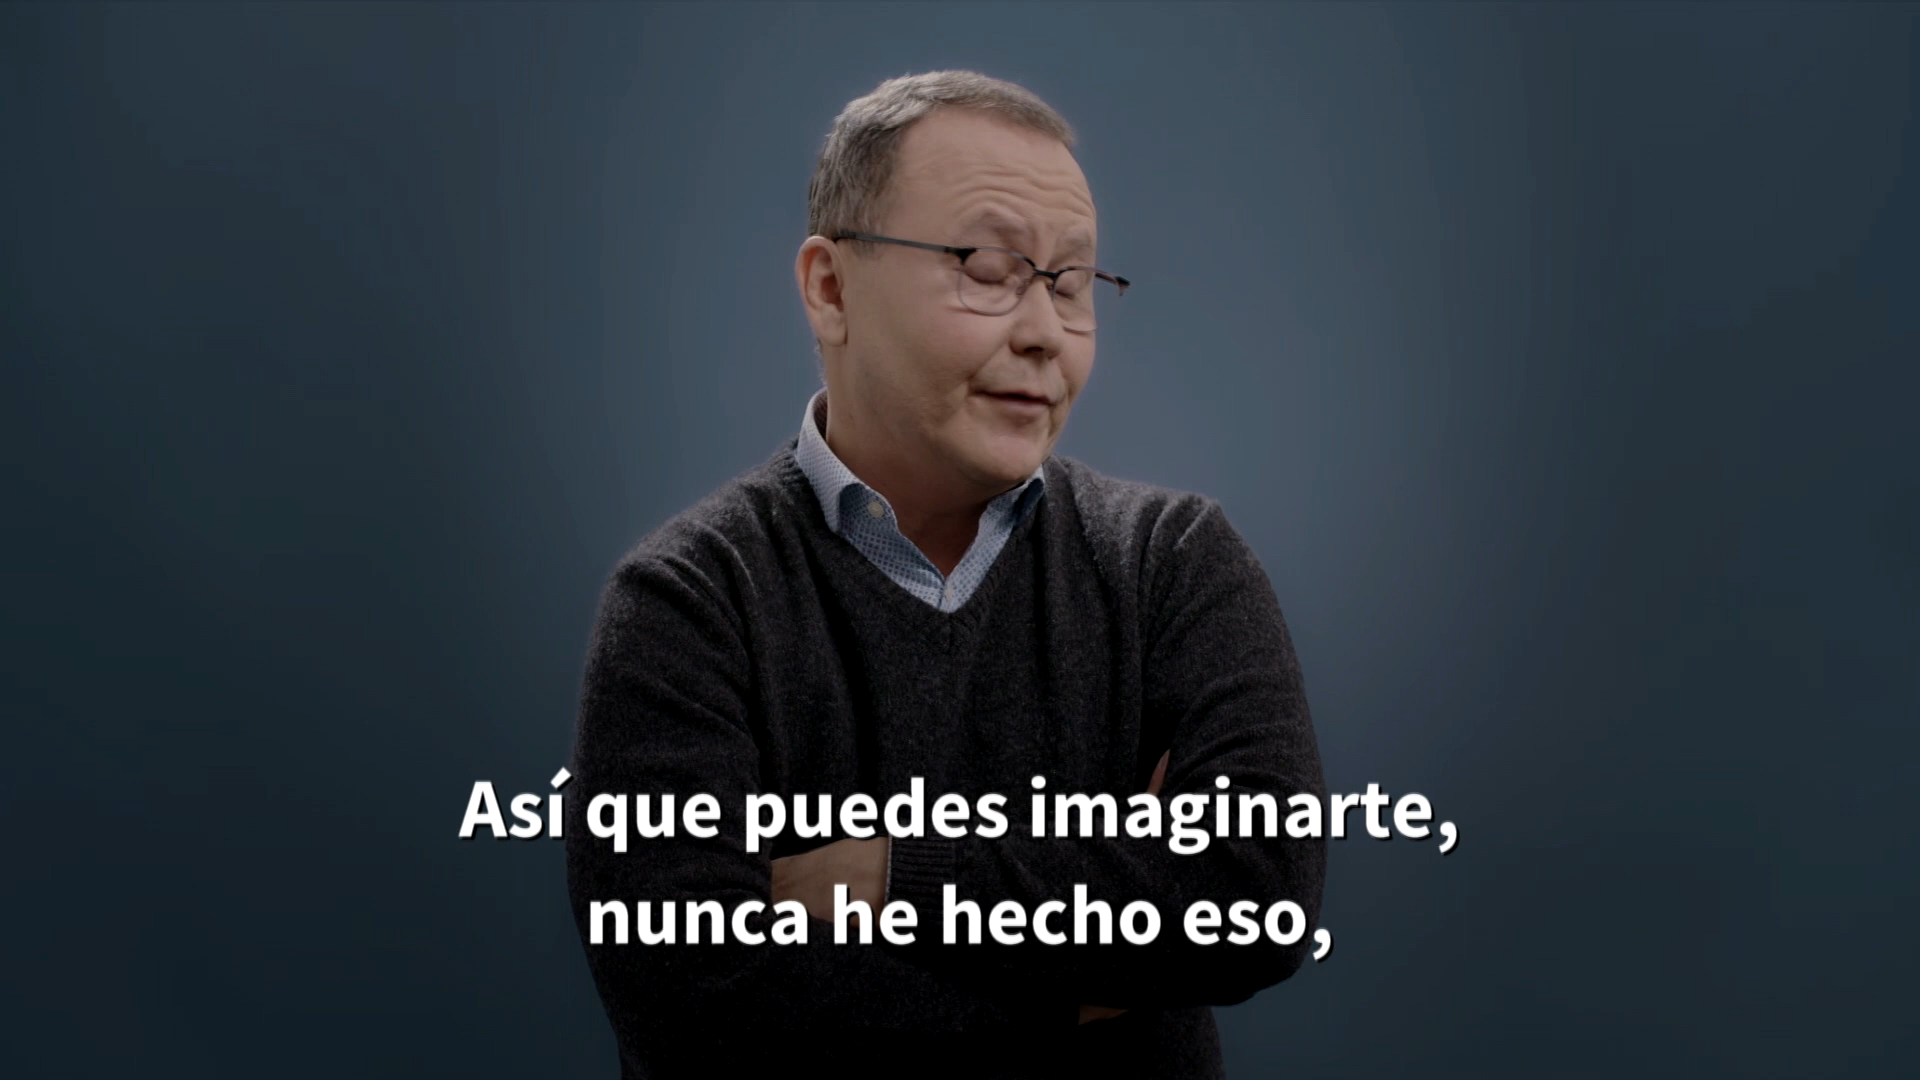 Así que puedes imaginarte,
nunca he hecho eso,